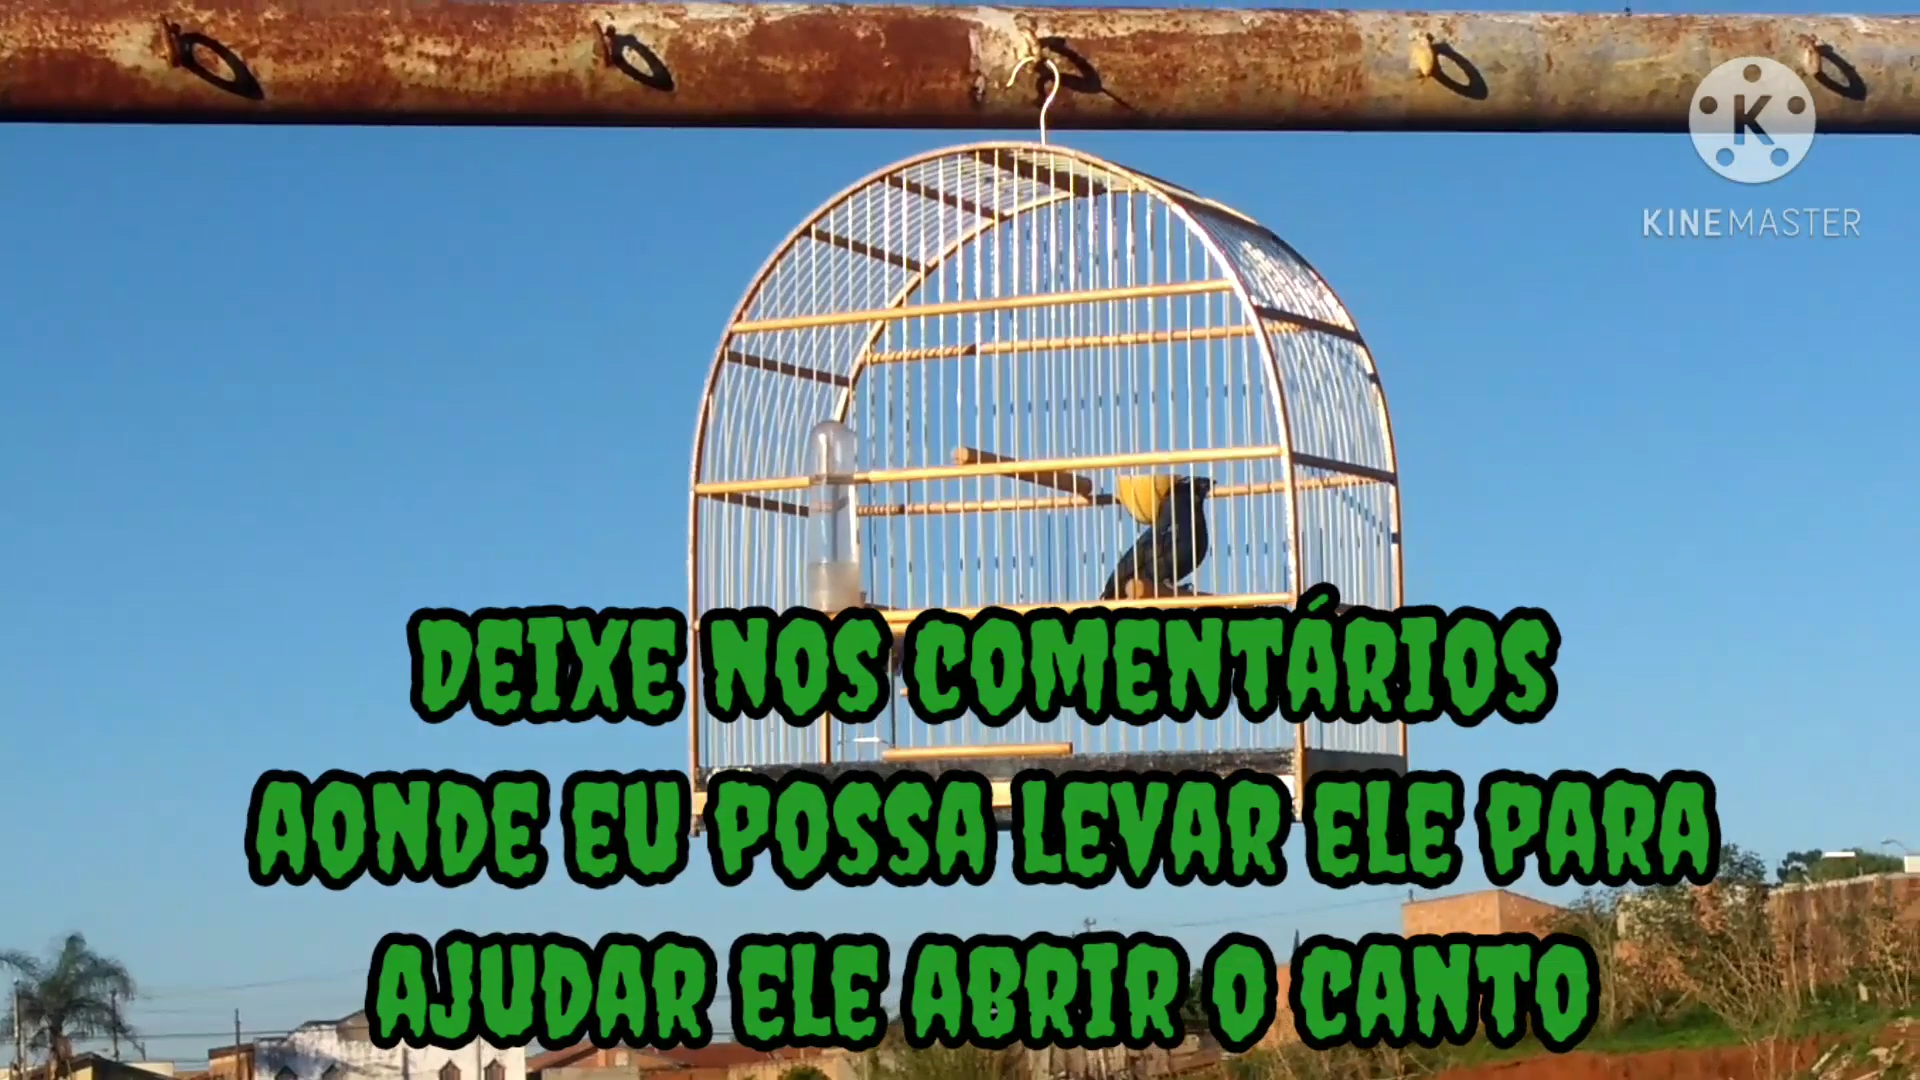 KINEMASTER
DEIXE NOS COMENTÁRIOS
AONDE EU POSSA LEVAR ELE PARA
AJUDAR ELE ABRIR O CANTO